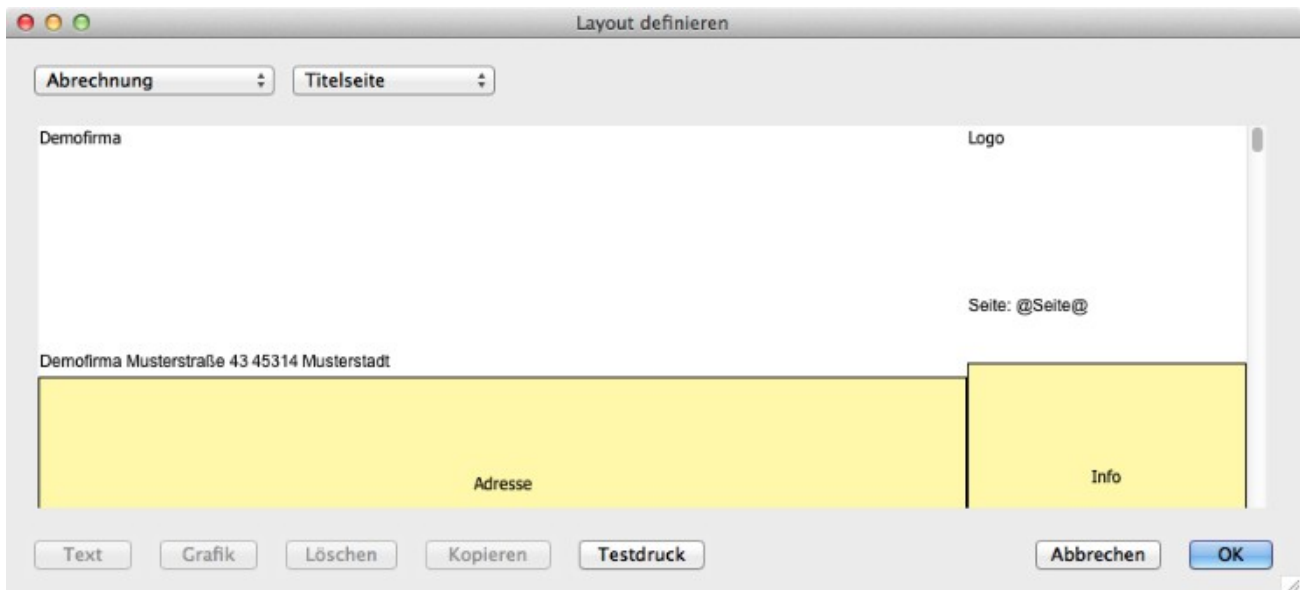 Layout definieren
Abrechnung Titelseite
Demofirma Logo
Seite: @Seite@
Demofirma Musterstraße 43 45314 Musterstadt
Adresse Info
Text Grafik Löschen Kopieren Testdruck Abbrechen OK